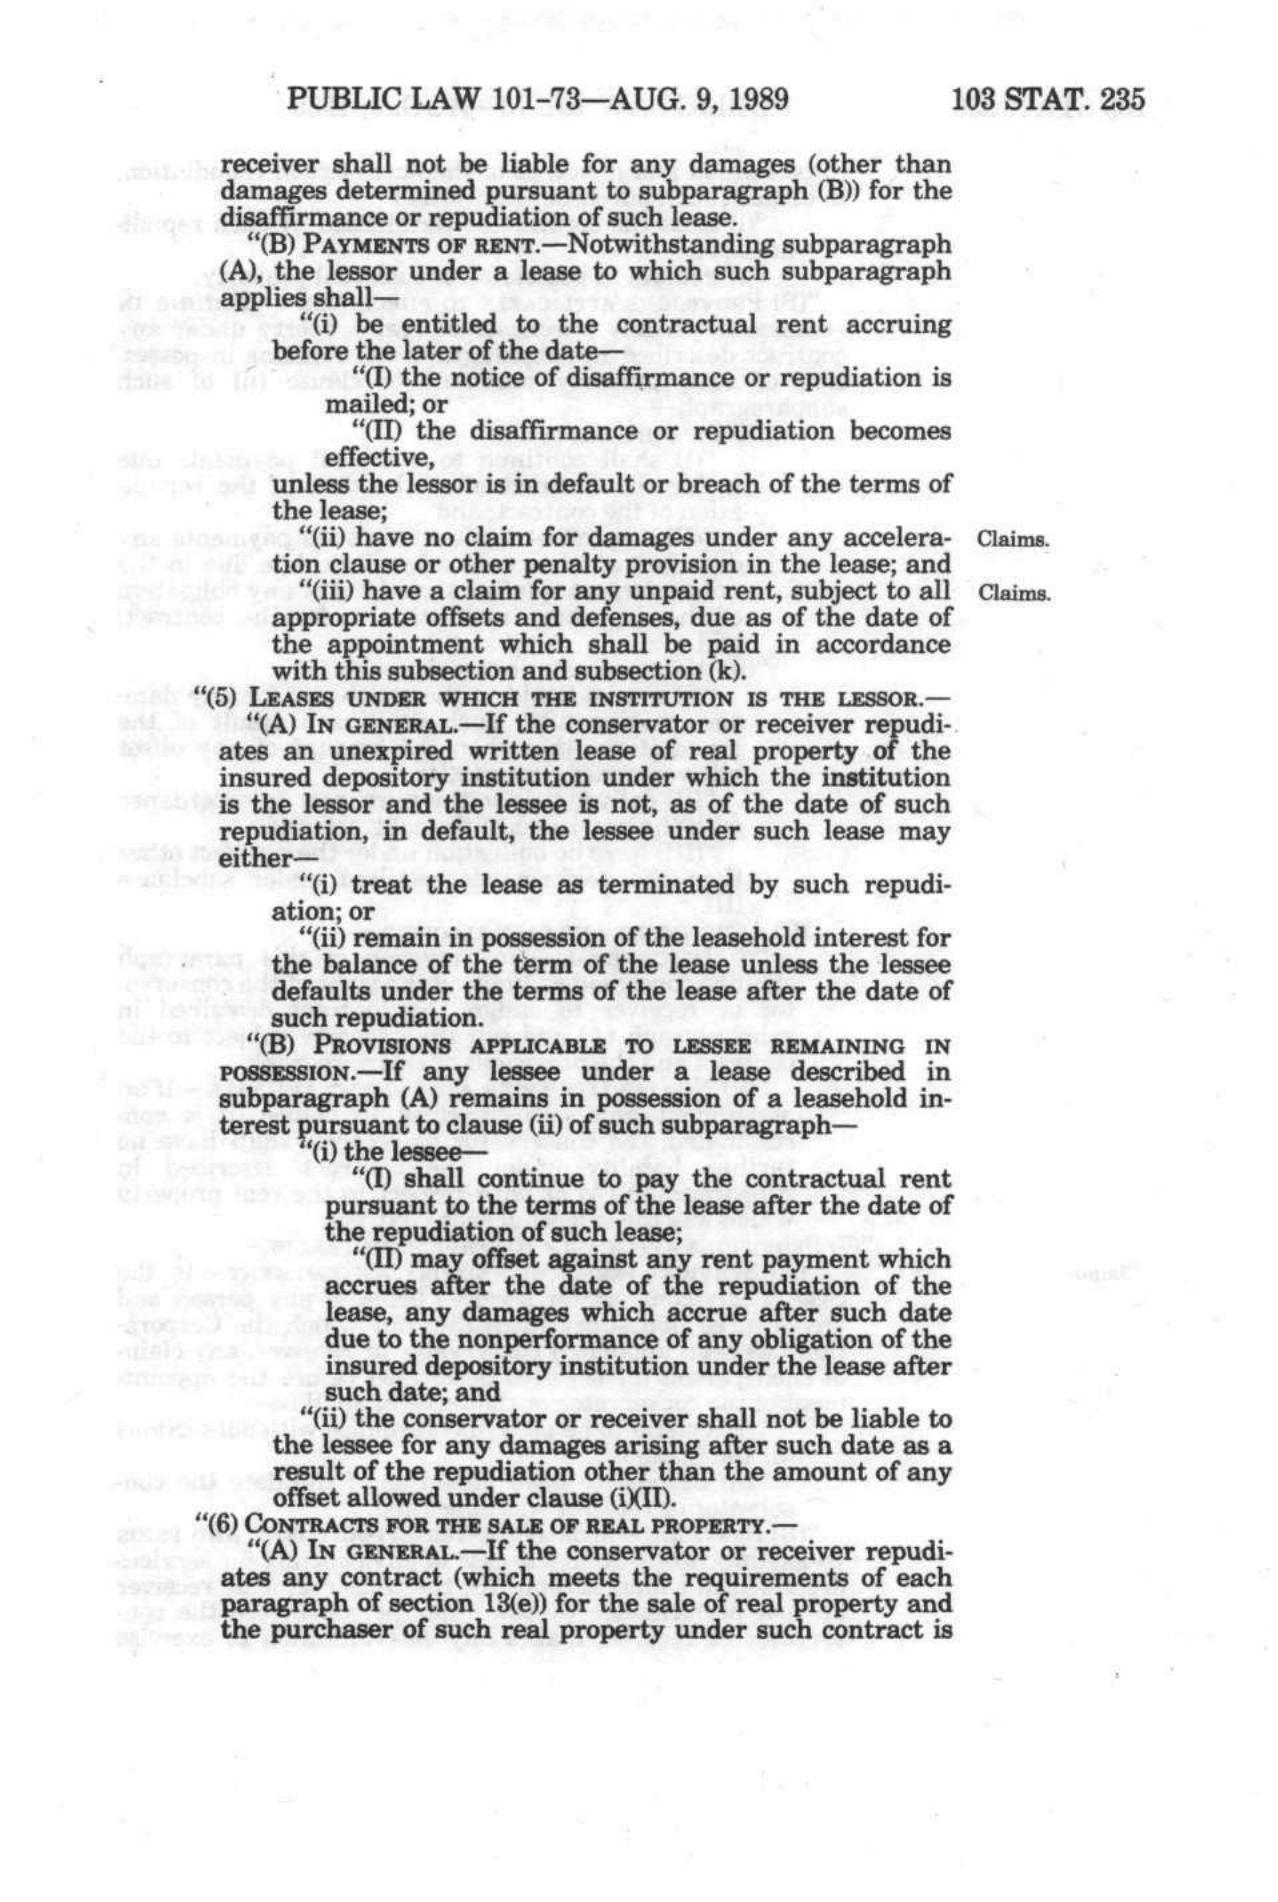 PUBLIC LAW 101-73—AUG. 9, 1989 103 STAT. 235
receiver shall not be liable for any damages (other than
damages determined pursuant to subparagraph (B)) for the
disaffirmance or repudiation of such lease.
“(B) PAYMENTS OF RENT.—Notwithstanding subparagraph
(A), the lessor under a lease to which such subparagraph
applies shall—
“(i) be entitled to the contractual rent accruing
before the later of the date—
“(I) the notice of disaffirmance or repudiation is
mailed; or
“(II) the disaffirmance or repudiation becomes
effective,
unless the lessor is in default or breach of the terms of
the lease;
“(ii) have no claim for damages under any accelera- Claims.
tion clause or other penalty provision in the lease; and
“(iii) have a claim for any unpaid rent, subject to all Claims.
appropriate offsets and defenses, due as of the date of
the appointment which shall be paid in accordance
with this subsection and subsection (k).
“(5) LEASES UNDER WHICH THE INSTITUTION IS THE LESSOR.—
“(A) IN GENERAL.—If the conservator or receiver repudi-
ates an unexpired written lease of real property of the
insured depository institution under which the institution
is the lessor and the lessee is not, as of the date of such
repudiation, in default, the lessee under such lease may
either—
“(i) treat the lease as terminated by such repudi-
ation; or
“(ii) remain in possession of the leasehold interest for
the balance of the term of the lease unless the lessee
defaults under the terms of the lease after the date of
such repudiation.
“(B) PROVISIONS APPLICABLE TO LESSEE REMAINING IN
POSSESSION.—If any lessee under a lease described in
subparagraph (A) remains in possession of a leasehold in-
terest pursuant to clause (ii) of such subparagraph—
“(i) the lessee—
“(I) shall continue to pay the contractual rent
pursuant to the terms of the lease after the date of
the repudiation of such lease;
“(II) may offset against any rent payment which
accrues after the date of the repudiation of the
lease, any damages which accrue after such date
due to the nonperformance of any obligation of the
insured depository institution under the lease after
such date; and
“(ii) the conservator or receiver shall not be liable to
the lessee for any damages arising after such date as a
result of the repudiation other than the amount of any
offset allowed under clause (i)(II).
“(6) CONTRACTS FOR THE SALE OF REAL PROPERTY.—
“(A) IN GENERAL.—If the conservator or receiver repudi-
ates any contract (which meets the requirements of each
paragraph of section 13(e)) for the sale of real property and
the purchaser of such real property under such contract is